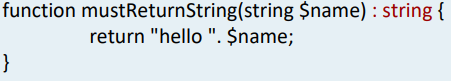 function mustReturnString(string $name) : string {
return "hello ". $name;
}